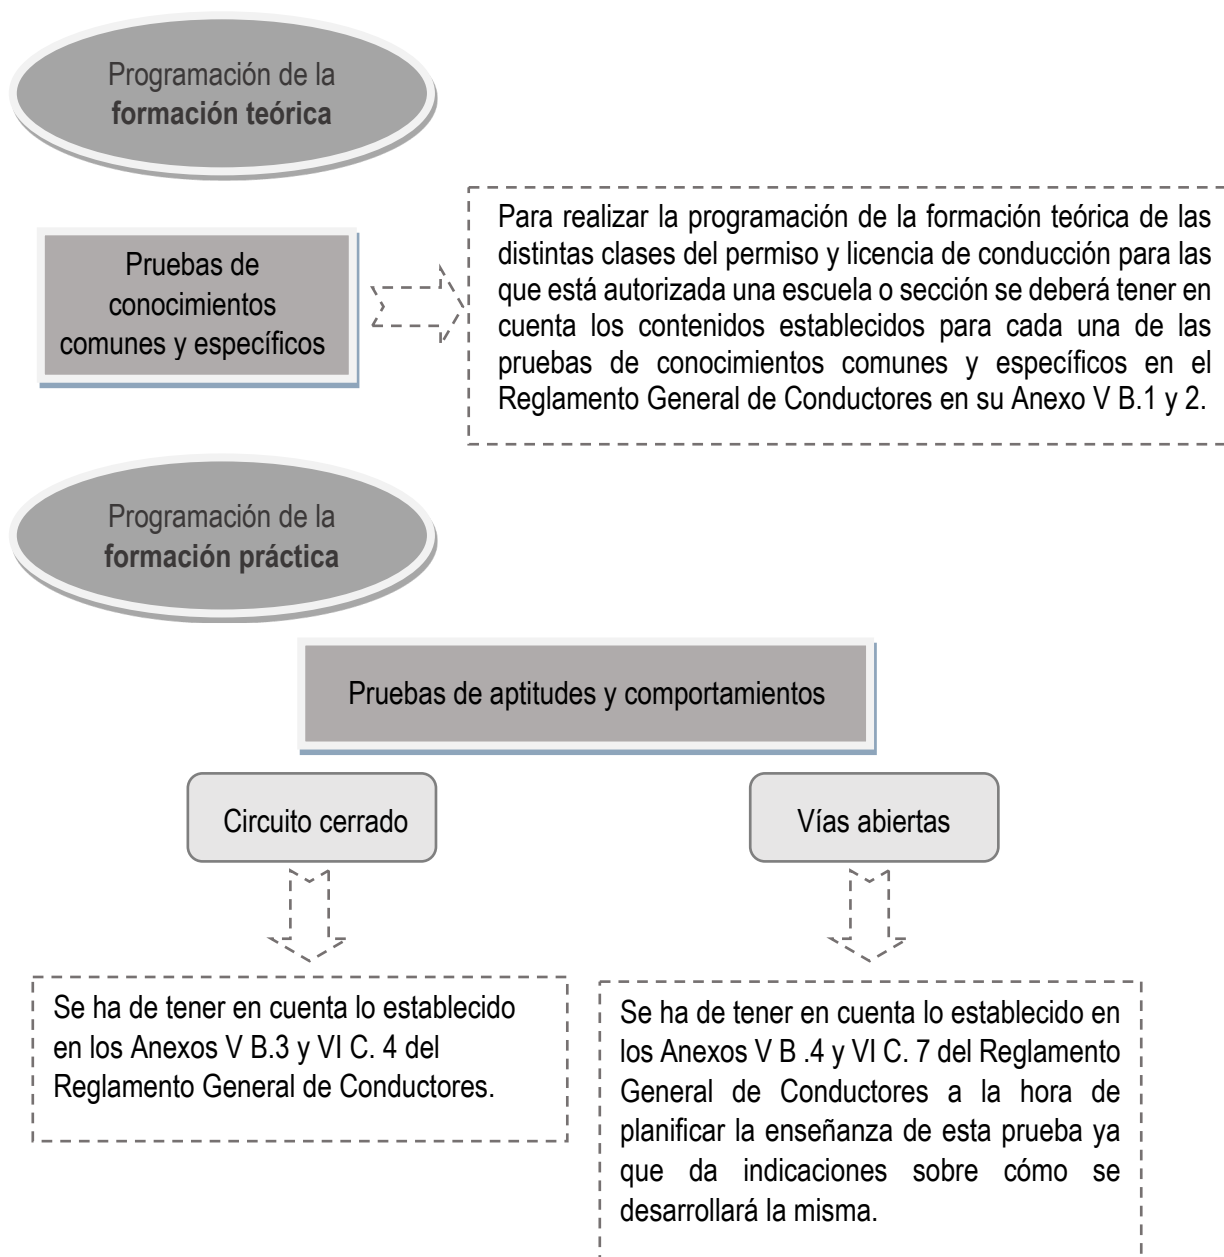 Programación de la
formación teórica
Pruebas de
conocimientos
comunes y específicos
Para realizar la programación de la formación teórica de las
distintas clases del permiso y licencia de conducción para las
que está autorizada una escuela o sección se deberá tener en
cuenta los contenidos establecidos para cada una de las
pruebas de conocimientos comunes y específicos en el
Reglamento General de Conductores en su Anexo V B.1 y 2.
Programación de la
formación práctica
Pruebas de aptitudes y comportamientos
Circuito cerrado
Vías abiertas
Se ha de tener en cuenta lo establecido
en los Anexos V B.3 y VI C. 4 del
Reglamento General de Conductores.
Se ha de tener en cuenta lo establecido en
los Anexos V B .4 y VI C. 7 del Reglamento
General de Conductores a la hora de
planificar la enseñanza de esta prueba ya
que da indicaciones sobre cómo se
desarrollará la misma.